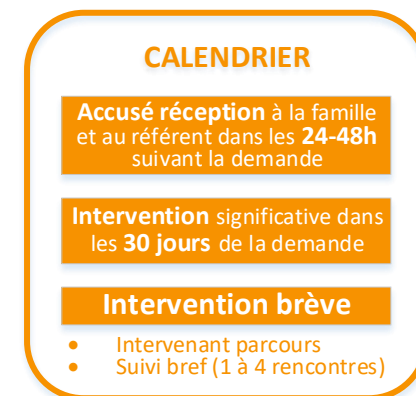 CALENDRIER
Accusé réception à la famille
et au référent dans les 24-48h
suivant la demande
Intervention significative dans
les 30 jours de la demande
Intervention brève
• Intervenant parcours
• Suivi bref (1 à 4 rencontres)